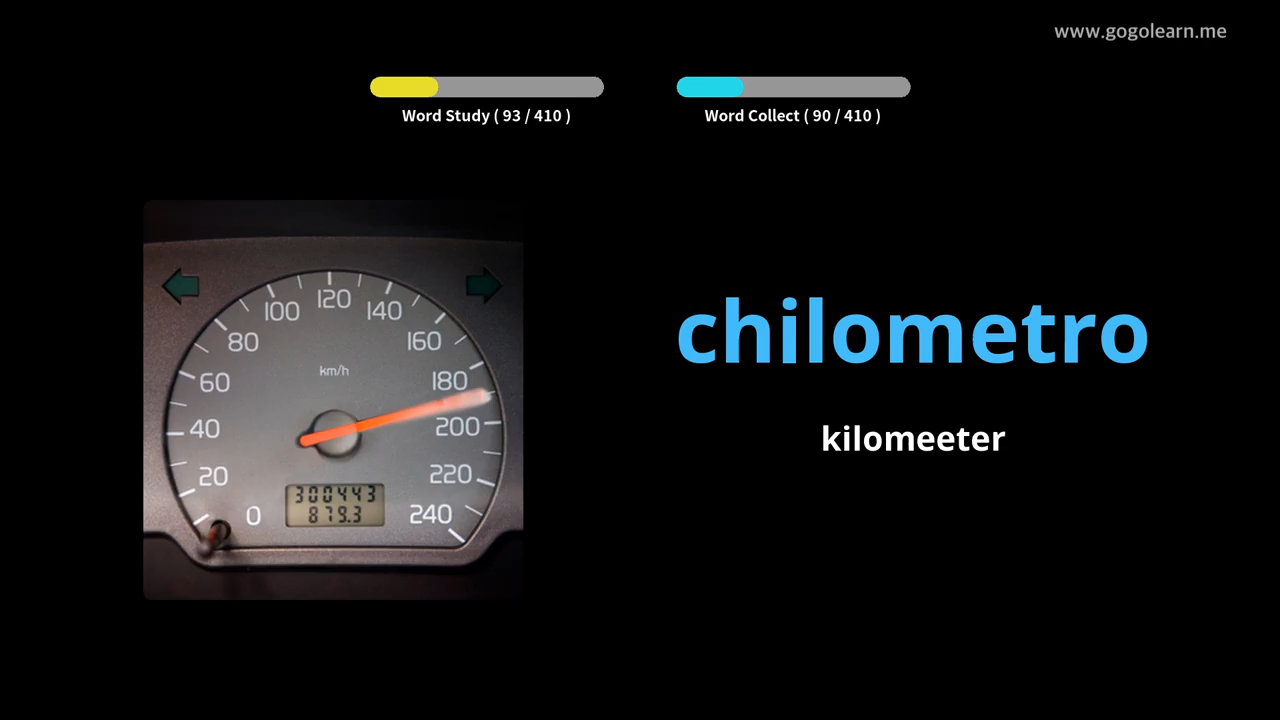 www.gogolearn.me
Word Study ( 93 / 410 )
Word Collect ( 90 / 410 )
chilometro
kilomeeter
0
20
40
60
80
100
120
140
160
180
200
220
240
km/h
300443
879.3